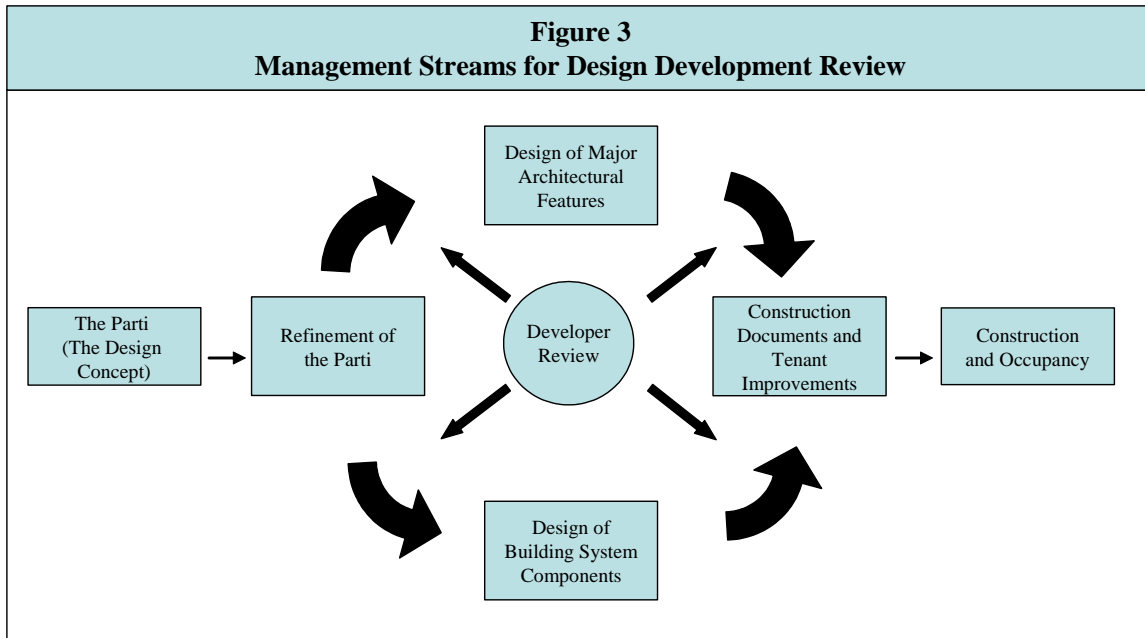 Figure 3
Management Streams for Design Development Review
Design of Major
Architectural
Features
The Parti
(The Design
Concept)
Refinement of
the Parti
Developer
Review
Construction
Documents and
Tenant
Improvements
Construction
and Occupancy
Design of
Building System
Components